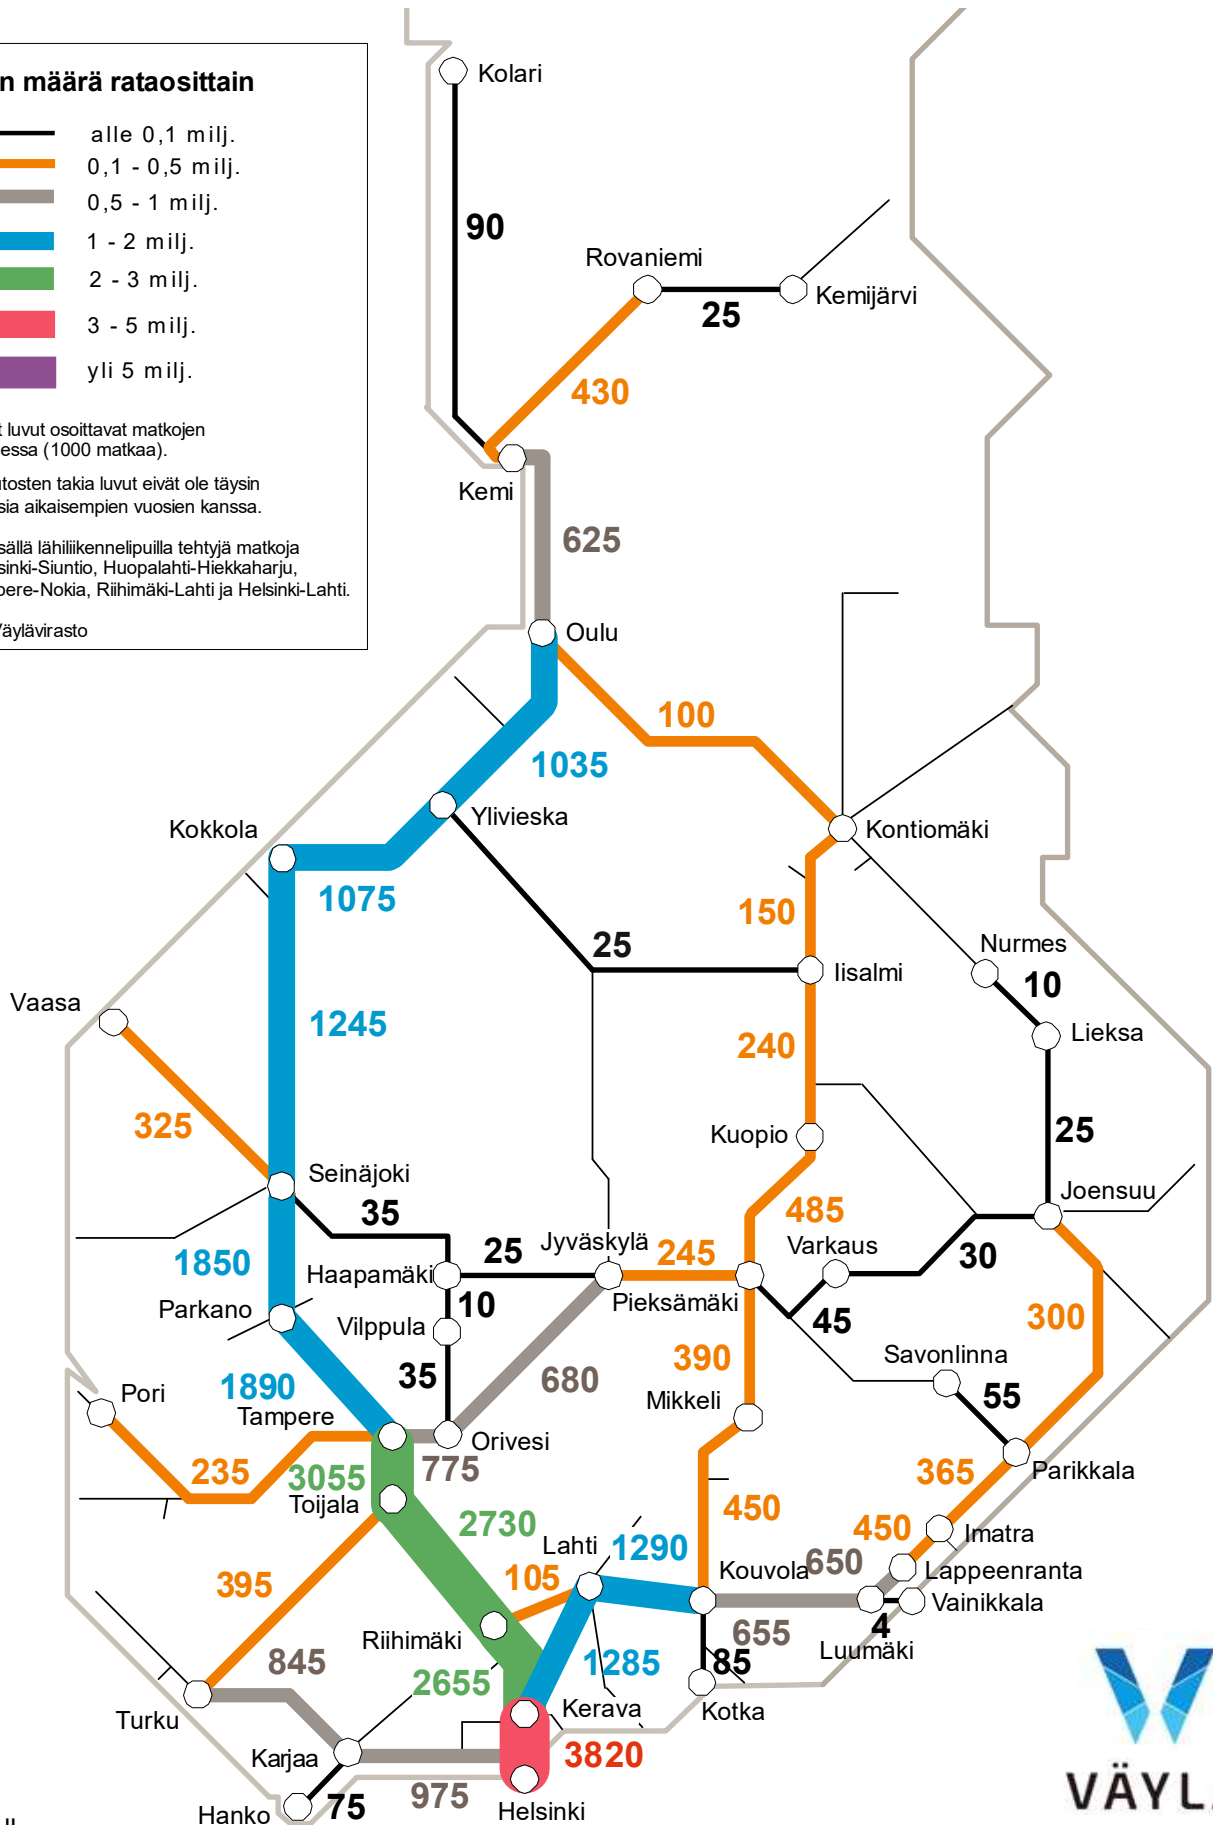 n määrä rataosittain
alle 0,1 milj.
0,1 - 0,5 milj.
0,5 - 1 milj.
1 - 2 milj.
2 - 3 milj.
3 - 5 milj.
yli 5 milj.
t luvut osoittavat matkojen
essa (1000 matkaa).
utosten takia luvut eivät ole täysin
sia aikaisempien vuosien kanssa.
sällä lähiliikennelipuilla tehtyjä matkoja
sinki-Siuntio, Huopalahti-Hiekkaharju,
pere-Nokia, Riihimäki-Lahti ja Helsinki-Lahti.
Väylävirasto
Kolari
90
Rovaniemi
Kemijärvi
25
430
Kemi
625
Oulu
100
1035
Ylivieska
Kokkola
Kontiomäki
1075
150
25
Nurmes
Iisalmi
10
Vaasa
1245
Lieksa
240
325
Kuopio
25
Seinäjoki
Joensuu
35
485
25
Jyväskylä
245
Varkaus
30
1850
Haapamäki
10
Pieksämäki
Parkano
Vilppula
45
300
390
Savonlinna
35
680
55
1890
Pori
Mikkeli
Tampere
Orivesi
775
235
3055
365
Parikkala
Toijala
450
2730
450
Imatra
Lahti
1290
Kouvola
650
Lappeenranta
105
395
Vainikkala
4
655
Luumäki
Riihimäki
845
2655
1285
85
Kotka
Turku
Kerava
Karjaa
3820
975
Helsinki
Hanko
75
VÄYL